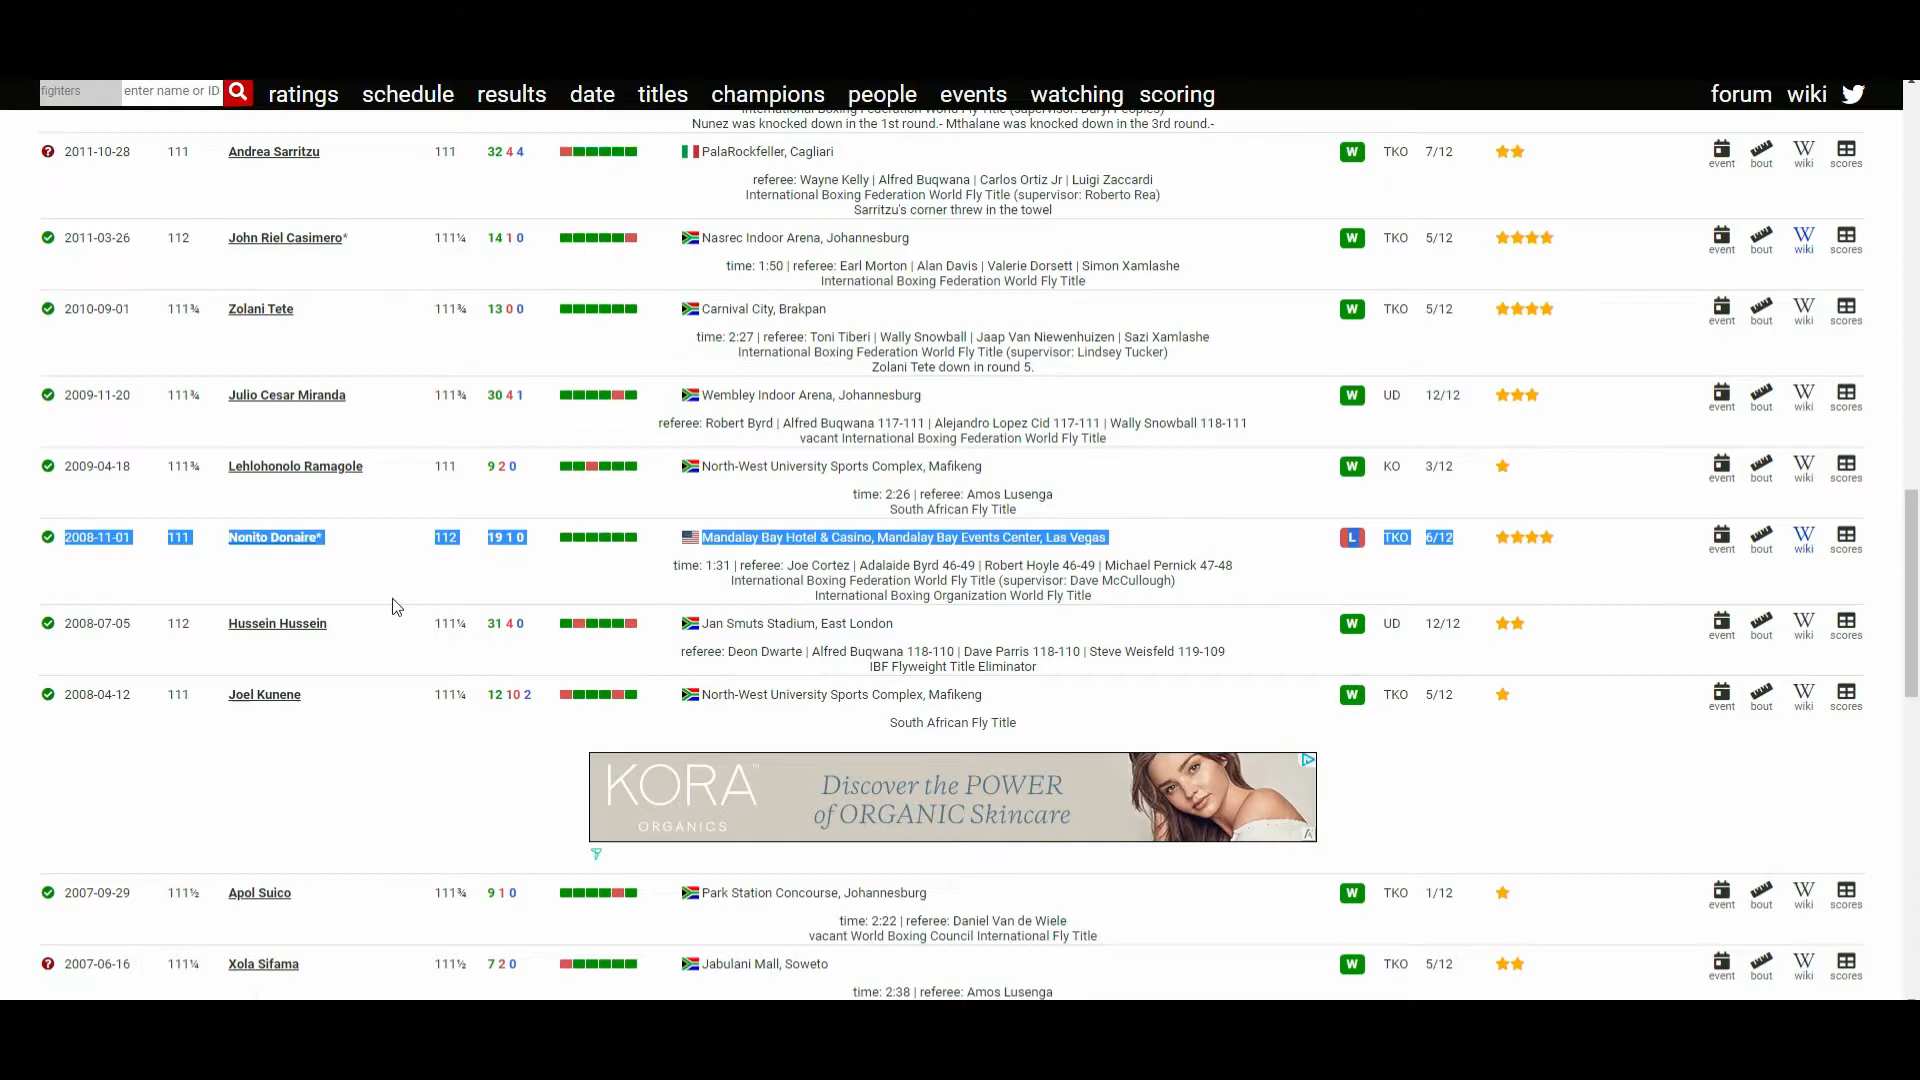 fighters enter name or ID ratings schedule results date titles champions people events watching scoring forum wiki
Nunez was knocked down in the 1st round.- Mthalane was knocked down in the 3rd round.-
2011-10-28 111 Andrea Sarritzu 111 32 4 4 PalaRockfeller, Cagliari W TKO 7/12 event bout wiki scores
referee: Wayne Kelly | Alfred Buqwana | Carlos Ortiz Jr | Luigi Zaccardi
International Boxing Federation World Fly Title (supervisor: Roberto Rea)
Sarritzu's corner threw in the towel
2011-03-26 112 John Riel Casimero* 111¼ 14 1 0 Nasrec Indoor Arena, Johannesburg W TKO 5/12 event bout wiki scores
time: 1:50 | referee: Earl Morton | Alan Davis | Valerie Dorsett | Simon Xamlashe
International Boxing Federation World Fly Title
2010-09-01 111¾ Zolani Tete 111¾ 13 0 0 Carnival City, Brakpan W TKO 5/12 event bout wiki scores
time: 2:27 | referee: Toni Tiberi | Wally Snowball | Jaap Van Niewenhuizen | Sazi Xamlashe
International Boxing Federation World Fly Title (supervisor: Lindsey Tucker)
Zolani Tete down in round 5.
2009-11-20 111¾ Julio Cesar Miranda 111¾ 30 4 1 Wembley Indoor Arena, Johannesburg W UD 12/12 event bout wiki scores
referee: Robert Byrd | Alfred Buqwana 117-111 | Alejandro Lopez Cid 117-111 | Wally Snowball 118-111
vacant International Boxing Federation World Fly Title
2009-04-18 111¾ Lehlohonolo Ramagole 111 9 2 0 North-West University Sports Complex, Mafikeng W KO 3/12 event bout wiki scores
time: 2:26 | referee: Amos Lusenga
South African Fly Title
2008-11-01 111 Nonito Donaire* 112 19 1 0 Mandalay Bay Hotel & Casino, Mandalay Bay Events Center, Las Vegas L TKO 6/12 event bout wiki scores
time: 1:31 | referee: Joe Cortez | Adalaide Byrd 46-49 | Robert Hoyle 46-49 | Michael Pernick 47-48
International Boxing Federation World Fly Title (supervisor: Dave McCullough)
International Boxing Organization World Fly Title
2008-07-05 112 Hussein Hussein 111¼ 31 4 0 Jan Smuts Stadium, East London W UD 12/12 event bout wiki scores
referee: Deon Dwarte | Alfred Buqwana 118-110 | Dave Parris 118-110 | Steve Weisfeld 119-109
IBF Flyweight Title Eliminator
2008-04-12 111 Joel Kunene 111¼ 12 10 2 North-West University Sports Complex, Mafikeng W TKO 5/12 event bout wiki scores
South African Fly Title
KORA™ ORGANICS
Discover the POWER
of ORGANIC Skincare
2007-09-29 111½ Apol Suico 111¾ 9 1 0 Park Station Concourse, Johannesburg W TKO 1/12 event bout wiki scores
time: 2:22 | referee: Daniel Van de Wiele
vacant World Boxing Council International Fly Title
2007-06-16 111¼ Xola Sifama 111½ 7 2 0 Jabulani Mall, Soweto W TKO 5/12 event bout wiki scores
time: 2:38 | referee: Amos Lusenga